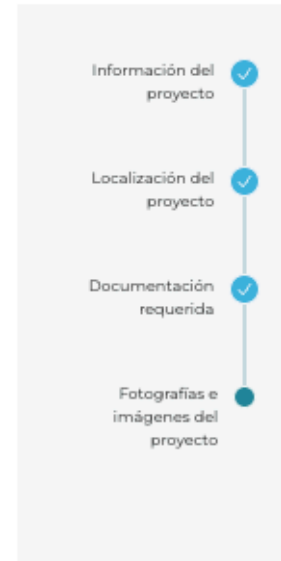 Información del
proyecto
Localización del
proyecto
Documentación
requerida
Fotografías e
imágenes del
proyecto